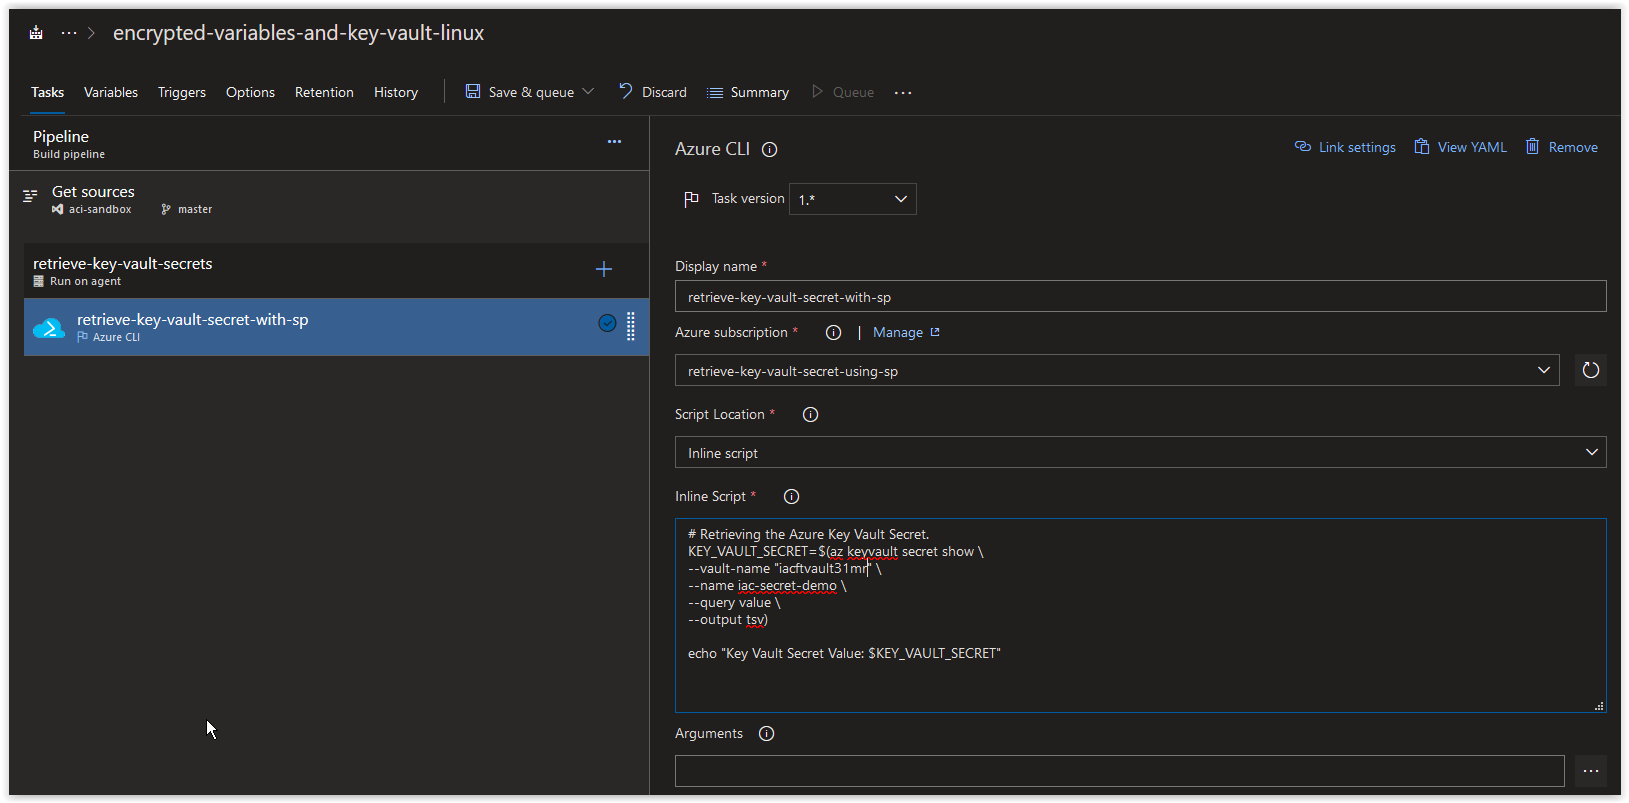 encrypted-variables-and-key-vault-linux
Tasks Variables Triggers Options Retention History Save & queue Discard Summary Queue
Pipeline
Build pipeline
Get sources
aci-sandbox master
retrieve-key-vault-secrets
Run on agent
retrieve-key-vault-secret-with-sp
Azure CLI
Azure CLI Link settings View YAML Remove
Task version 1.*
Display name *
retrieve-key-vault-secret-with-sp
Azure subscription * | Manage
retrieve-key-vault-secret-using-sp
Script Location *
Inline script
Inline Script *
# Retrieving the Azure Key Vault Secret.
KEY_VAULT_SECRET=$(az keyvault secret show \
--vault-name "iacftvault31mr" \
--name iac-secret-demo \
--query value \
--output tsv)
echo "Key Vault Secret Value: $KEY_VAULT_SECRET"
Arguments